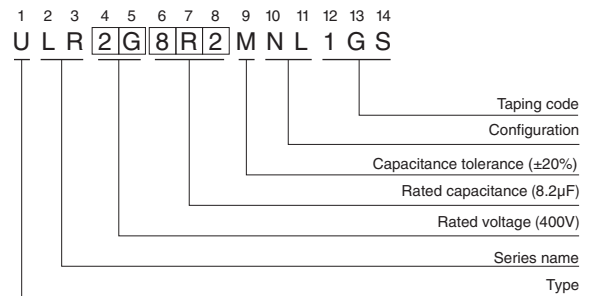 1 2 3 4 5 6 7 8 9 10 11 12 13 14
U L R 2 G 8 R 2 M N L 1 G S
Taping code
Configuration
Capacitance tolerance (±20%)
Rated capacitance (8.2µF)
Rated voltage (400V)
Series name
Type